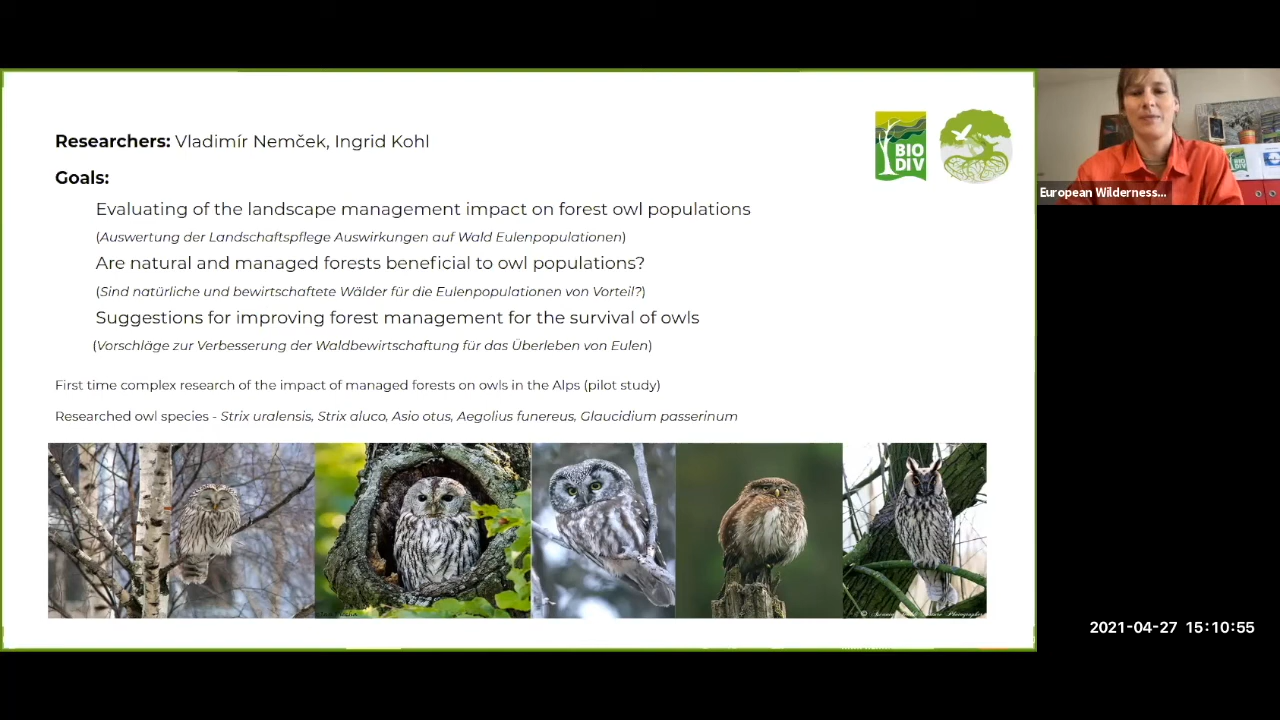 Researchers: Vladimír Nemček, Ingrid Kohl
Goals:
Evaluating of the landscape management impact on forest owl populations
(Auswertung der Landschaftspflege Auswirkungen auf Wald Eulenpopulationen)
Are natural and managed forests beneficial to owl populations?
(Sind natürliche und bewirtschaftete Wälder für die Eulenpopulationen von Vorteil?)
Suggestions for improving forest management for the survival of owls
(Vorschläge zur Verbesserung der Waldbewirtschaftung für das Überleben von Eulen)
First time complex research of the impact of managed forests on owls in the Alps (pilot study)
Researched owl species - Strix uralensis, Strix aluco, Asio otus, Aegolius funereus, Glaucidium passerinum
BIO
DIV
European Wilderness...
BIO
DIV
2021-04-27 15:10:55